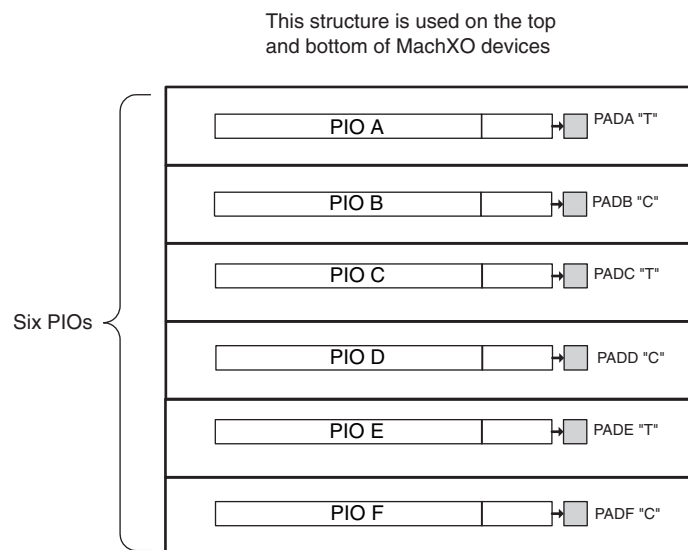 This structure is used on the top
and bottom of MachXO devices
PIO A
PADA "T"
PIO B
PADB "C"
PIO C
PADC "T"
Six PIOs
PIO D
PADD "C"
PIO E
PADE "T"
PIO F
PADF "C"